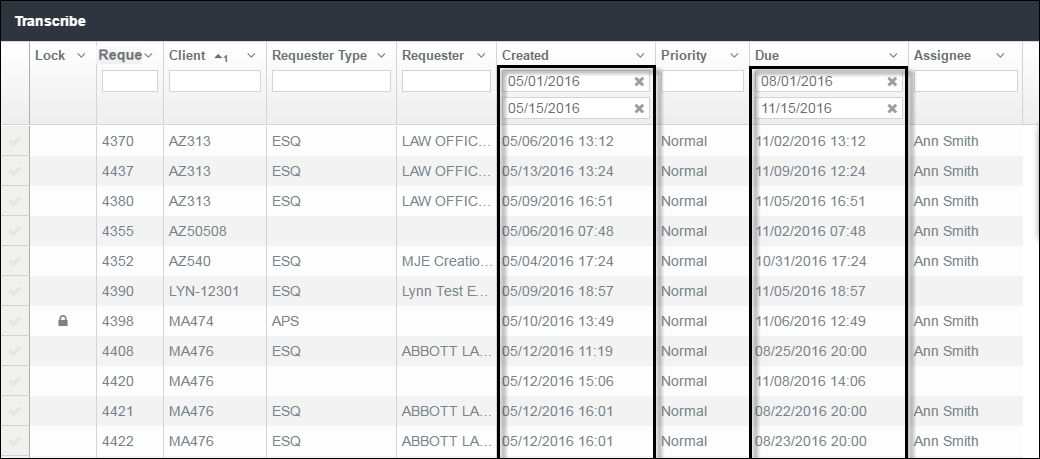 Transcribe
Lock Reque Client 1 Requester Type Requester Created Priority Due Assignee
05/01/2016 08/01/2016
05/15/2016 11/15/2016
4370 AZ313 ESQ LAW OFFIC... 05/06/2016 13:12 Normal 11/02/2016 13:12 Ann Smith
4437 AZ313 ESQ LAW OFFIC... 05/13/2016 13:24 Normal 11/09/2016 12:24 Ann Smith
4380 AZ313 ESQ LAW OFFIC... 05/09/2016 16:51 Normal 11/05/2016 16:51 Ann Smith
4355 AZ50508 05/06/2016 07:48 Normal 11/02/2016 07:48 Ann Smith
4352 AZ540 ESQ MJE Creatio... 05/04/2016 17:24 Normal 10/31/2016 17:24 Ann Smith
4390 LYN-12301 ESQ Lynn Test E... 05/09/2016 18:57 Normal 11/05/2016 18:57
4398 MA474 APS 05/10/2016 13:49 Normal 11/06/2016 12:49 Ann Smith
4408 MA476 ESQ ABBOTT LA... 05/12/2016 11:19 Normal 08/25/2016 20:00 Ann Smith
4420 MA476 05/12/2016 15:06 Normal 11/08/2016 14:06
4421 MA476 ESQ ABBOTT LA... 05/12/2016 16:01 Normal 08/22/2016 20:00 Ann Smith
4422 MA476 ESQ ABBOTT LA... 05/12/2016 16:01 Normal 08/23/2016 20:00 Ann Smith